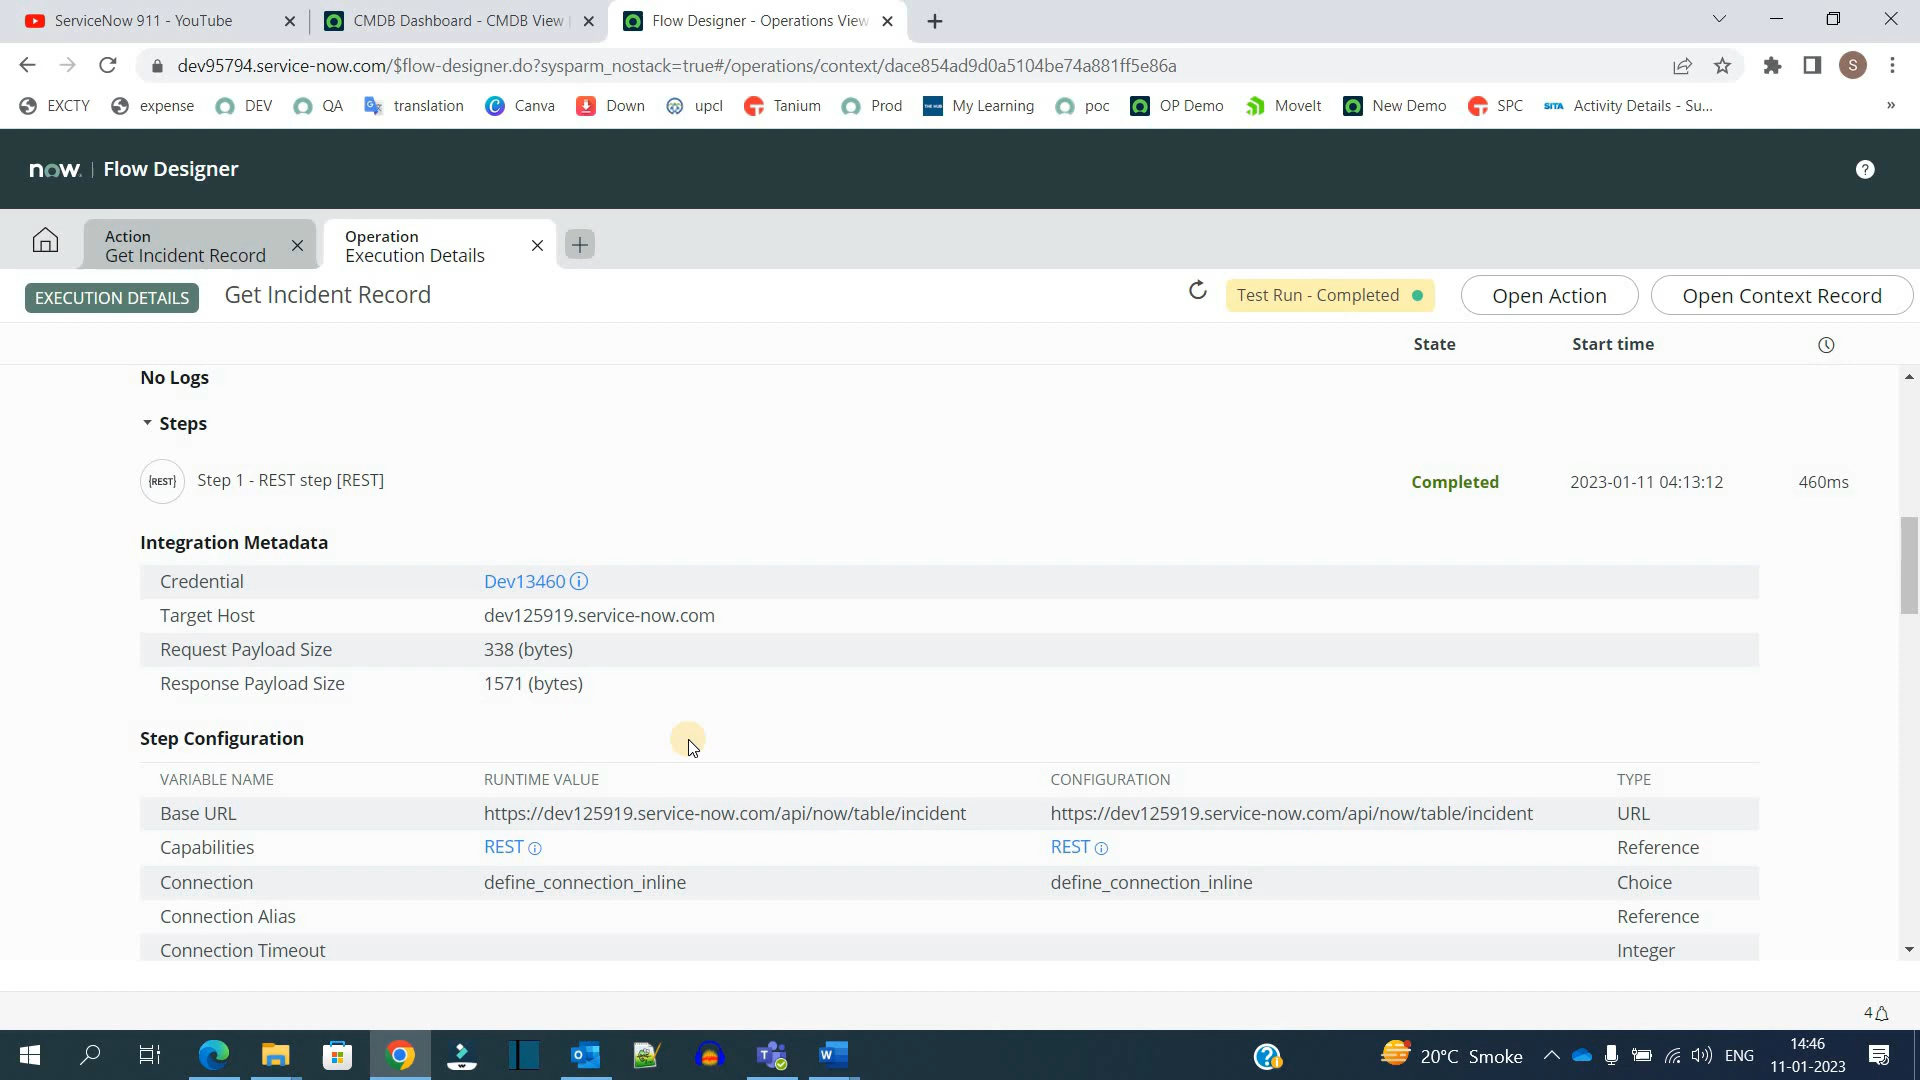 ServiceNow 911 - YouTube
CMDB Dashboard - CMDB View
Flow Designer - Operations View
dev95794.service-now.com/$flow-designer.do?sysparm_nostack=true#/operations/context/dace854ad9d0a5104be74a881ff5e86a
S
EXCTY expense DEV QA translation Canva Down upcl Tanium Prod My Learning poc OP Demo MoveIt New Demo SPC SITA Activity Details - Su... »
now. | Flow Designer
?
Action
Get Incident Record
Operation
Execution Details
EXECUTION DETAILS Get Incident Record Test Run - Completed Open Action Open Context Record
State Start time
No Logs
Steps
{REST} Step 1 - REST step [REST] Completed 2023-01-11 04:13:12 460ms
Integration Metadata
Credential Dev13460
Target Host dev125919.service-now.com
Request Payload Size 338 (bytes)
Response Payload Size 1571 (bytes)
Step Configuration
VARIABLE NAME RUNTIME VALUE CONFIGURATION TYPE
Base URL https://dev125919.service-now.com/api/now/table/incident https://dev125919.service-now.com/api/now/table/incident URL
Capabilities REST REST Reference
Connection define_connection_inline define_connection_inline Choice
Connection Alias Reference
Connection Timeout Integer
4
20°C Smoke ENG 14:46
11-01-2023